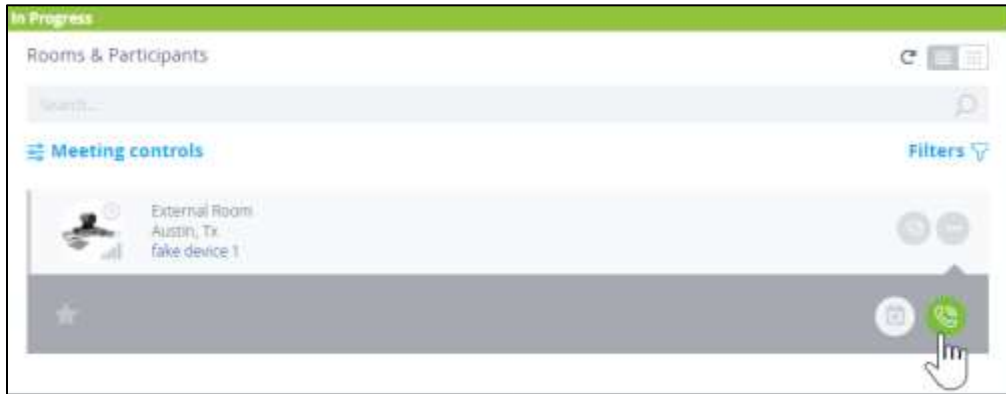 In Progress
Rooms & Participants
Search...
Meeting controls
Filters
External Room
Austin, Tx
fake device 1